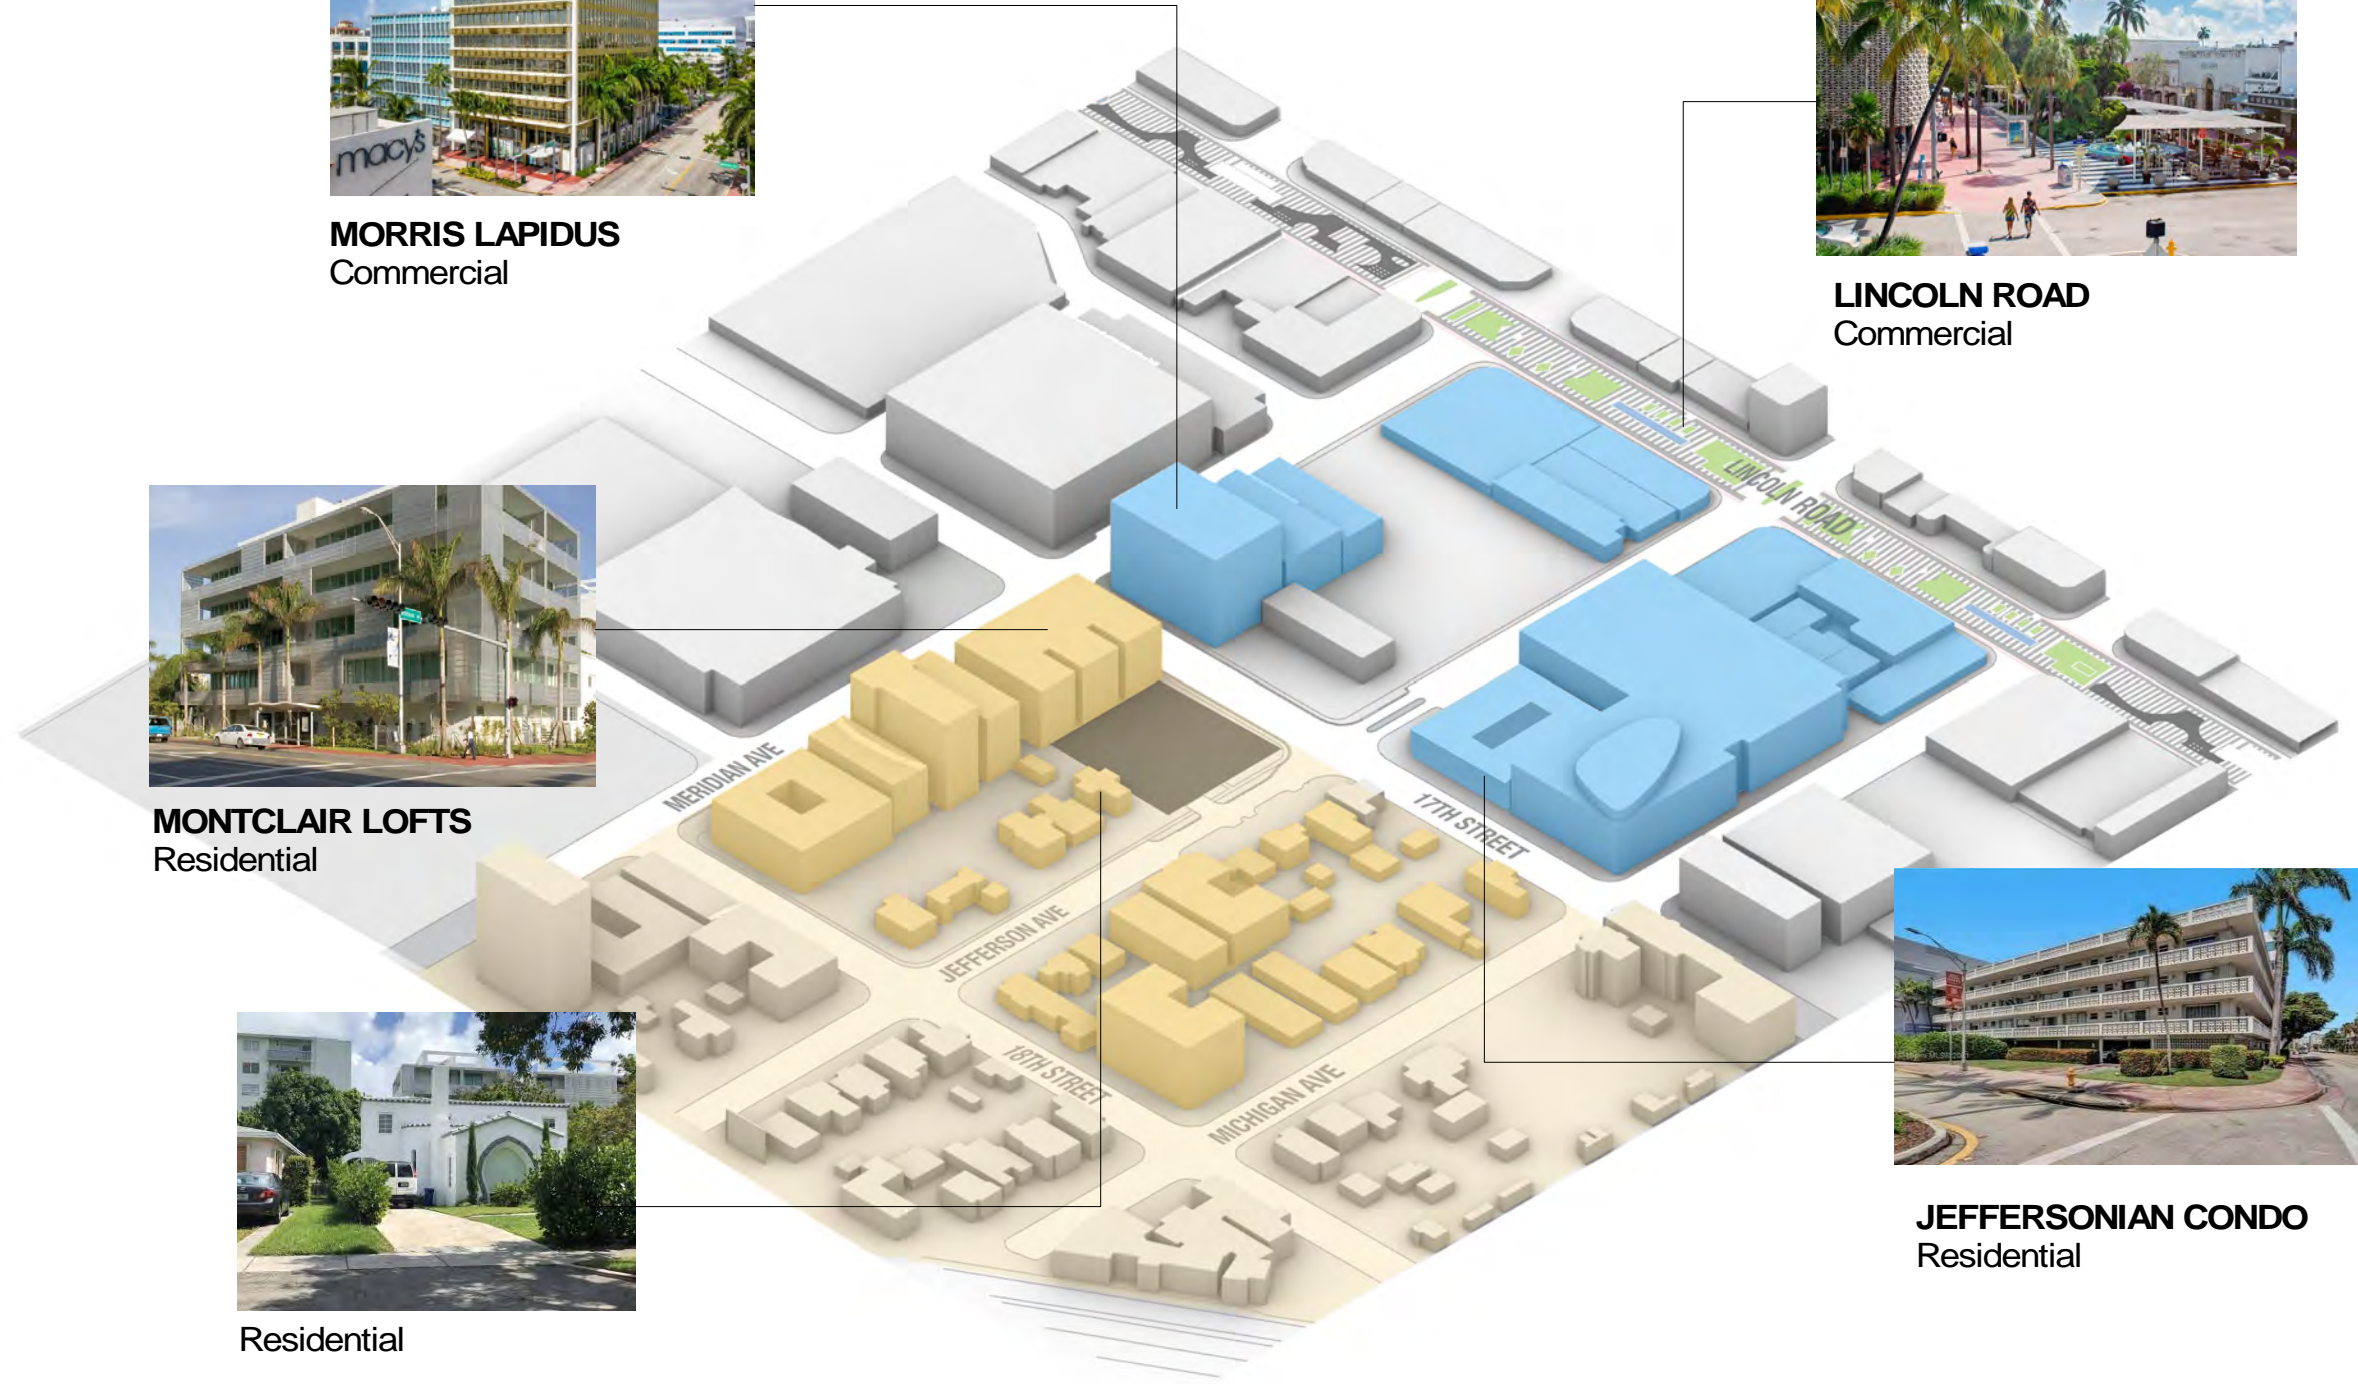 macy's
MORRIS LAPIDUS
Commercial
LINCOLN ROAD
Commercial
LINCOLN ROAD
MONTCLAIR LOFTS
Residential
MERIDIAN AVE
17TH STREET
JEFFERSON AVE
18TH STREET
MICHIGAN AVE
JEFFERSONIAN CONDO
Residential
Residential